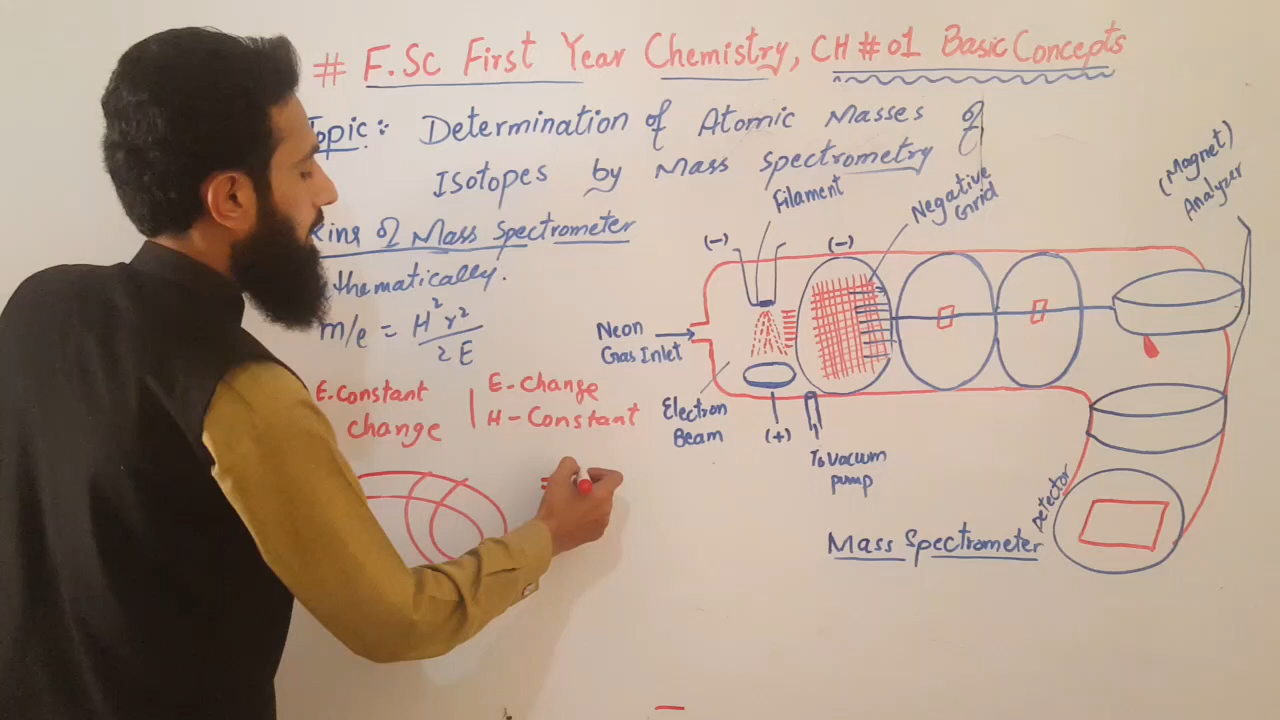 # F.Sc First Year Chemistry, CH # 01 Basic Concepts
Topic:- Determination of Atomic Masses of
Isotopes by Mass Spectrometry
of Mass Spectrometer
thematically.
m/e = H²r²
2E
E-Constant
change
E-Change
H-Constant
(-)
Filament
(-)
Negative
Grid
(Magnet)
Analyzer
Neon
Gas Inlet
Electron
Beam
(+)
To Vacuum
pump
Detector
Mass Spectrometer